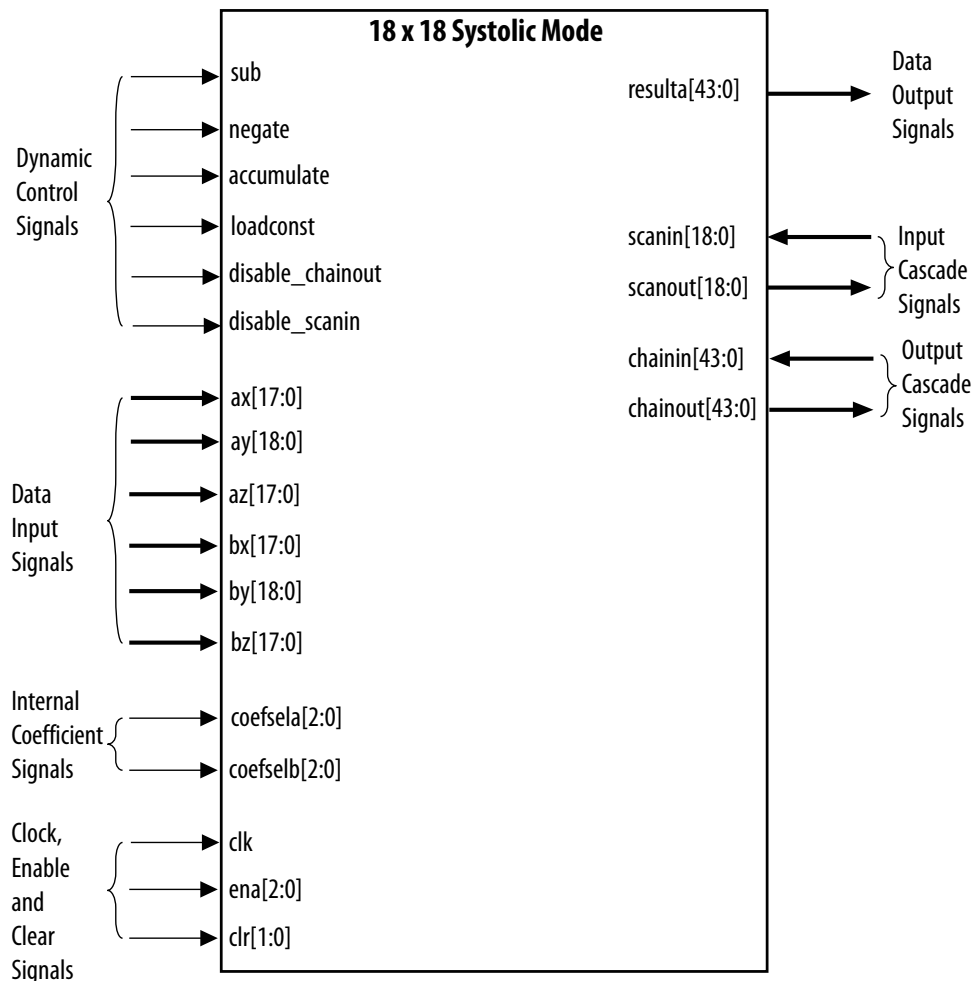 18 x 18 Systolic Mode
Dynamic
Control
Signals
sub
negate
accumulate
loadconst
disable_chainout
disable_scanin
Data
Input
Signals
ax[17:0]
ay[18:0]
az[17:0]
bx[17:0]
by[18:0]
bz[17:0]
Internal
Coefficient
Signals
coefsela[2:0]
coefselb[2:0]
Clock,
Enable
and
Clear
Signals
clk
ena[2:0]
clr[1:0]
resulta[43:0]
Data
Output
Signals
scanin[18:0]
scanout[18:0]
Input
Cascade
Signals
chainin[43:0]
chainout[43:0]
Output
Cascade
Signals